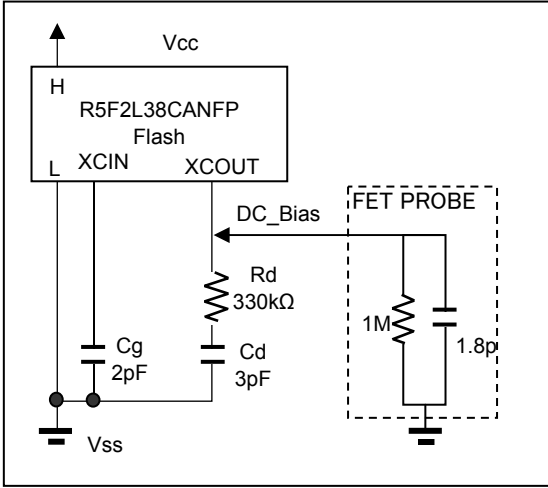 Vcc
H
R5F2L38CANFP
Flash
L
XCIN
XCOUT
DC_Bias
FET PROBE
Rd
330kΩ
1M
1.8p
Cg
2pF
Cd
3pF
Vss